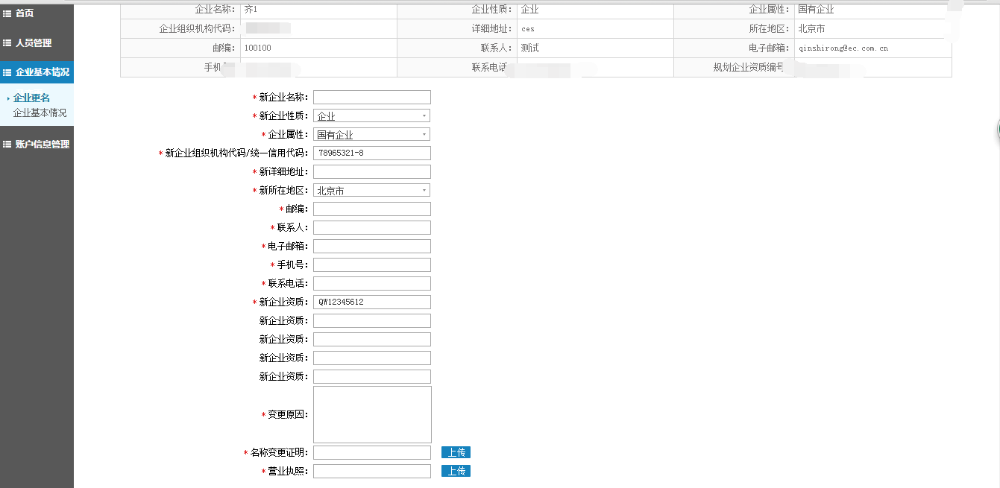 首页
人员管理
企业基本情况
企业更名
企业基本情况
账户信息管理
企业名称： 齐1 企业性质： 企业 企业属性： 国有企业
企业组织机构代码： 详细地址： ces 所在地区： 北京市
邮编： 100100 联系人： 测试 电子邮箱： qinshirong@ec.com.cn
手机 联系电话 规划企业资质编号
*新企业名称：
*新企业性质： 企业
*企业属性： 国有企业
*新企业组织机构代码/统一信用代码： 78965321-8
*新详细地址：
*新所在地区： 北京市
*邮编：
*联系人：
*电子邮箱：
*手机号：
*联系电话：
*新企业资质： QW12345612
新企业资质：
新企业资质：
新企业资质：
新企业资质：
*变更原因：
*名称变更证明： 上传
*营业执照： 上传